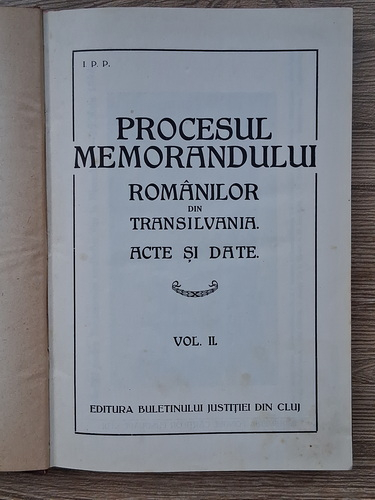 I. P. P.
PROCESUL
MEMORANDULUI
ROMÂNILOR
DIN
TRANSILVANIA.
ACTE ȘI DATE.
VOL. II.
EDITURA BULETINULUI JUSTIȚIEI DIN CLUJ